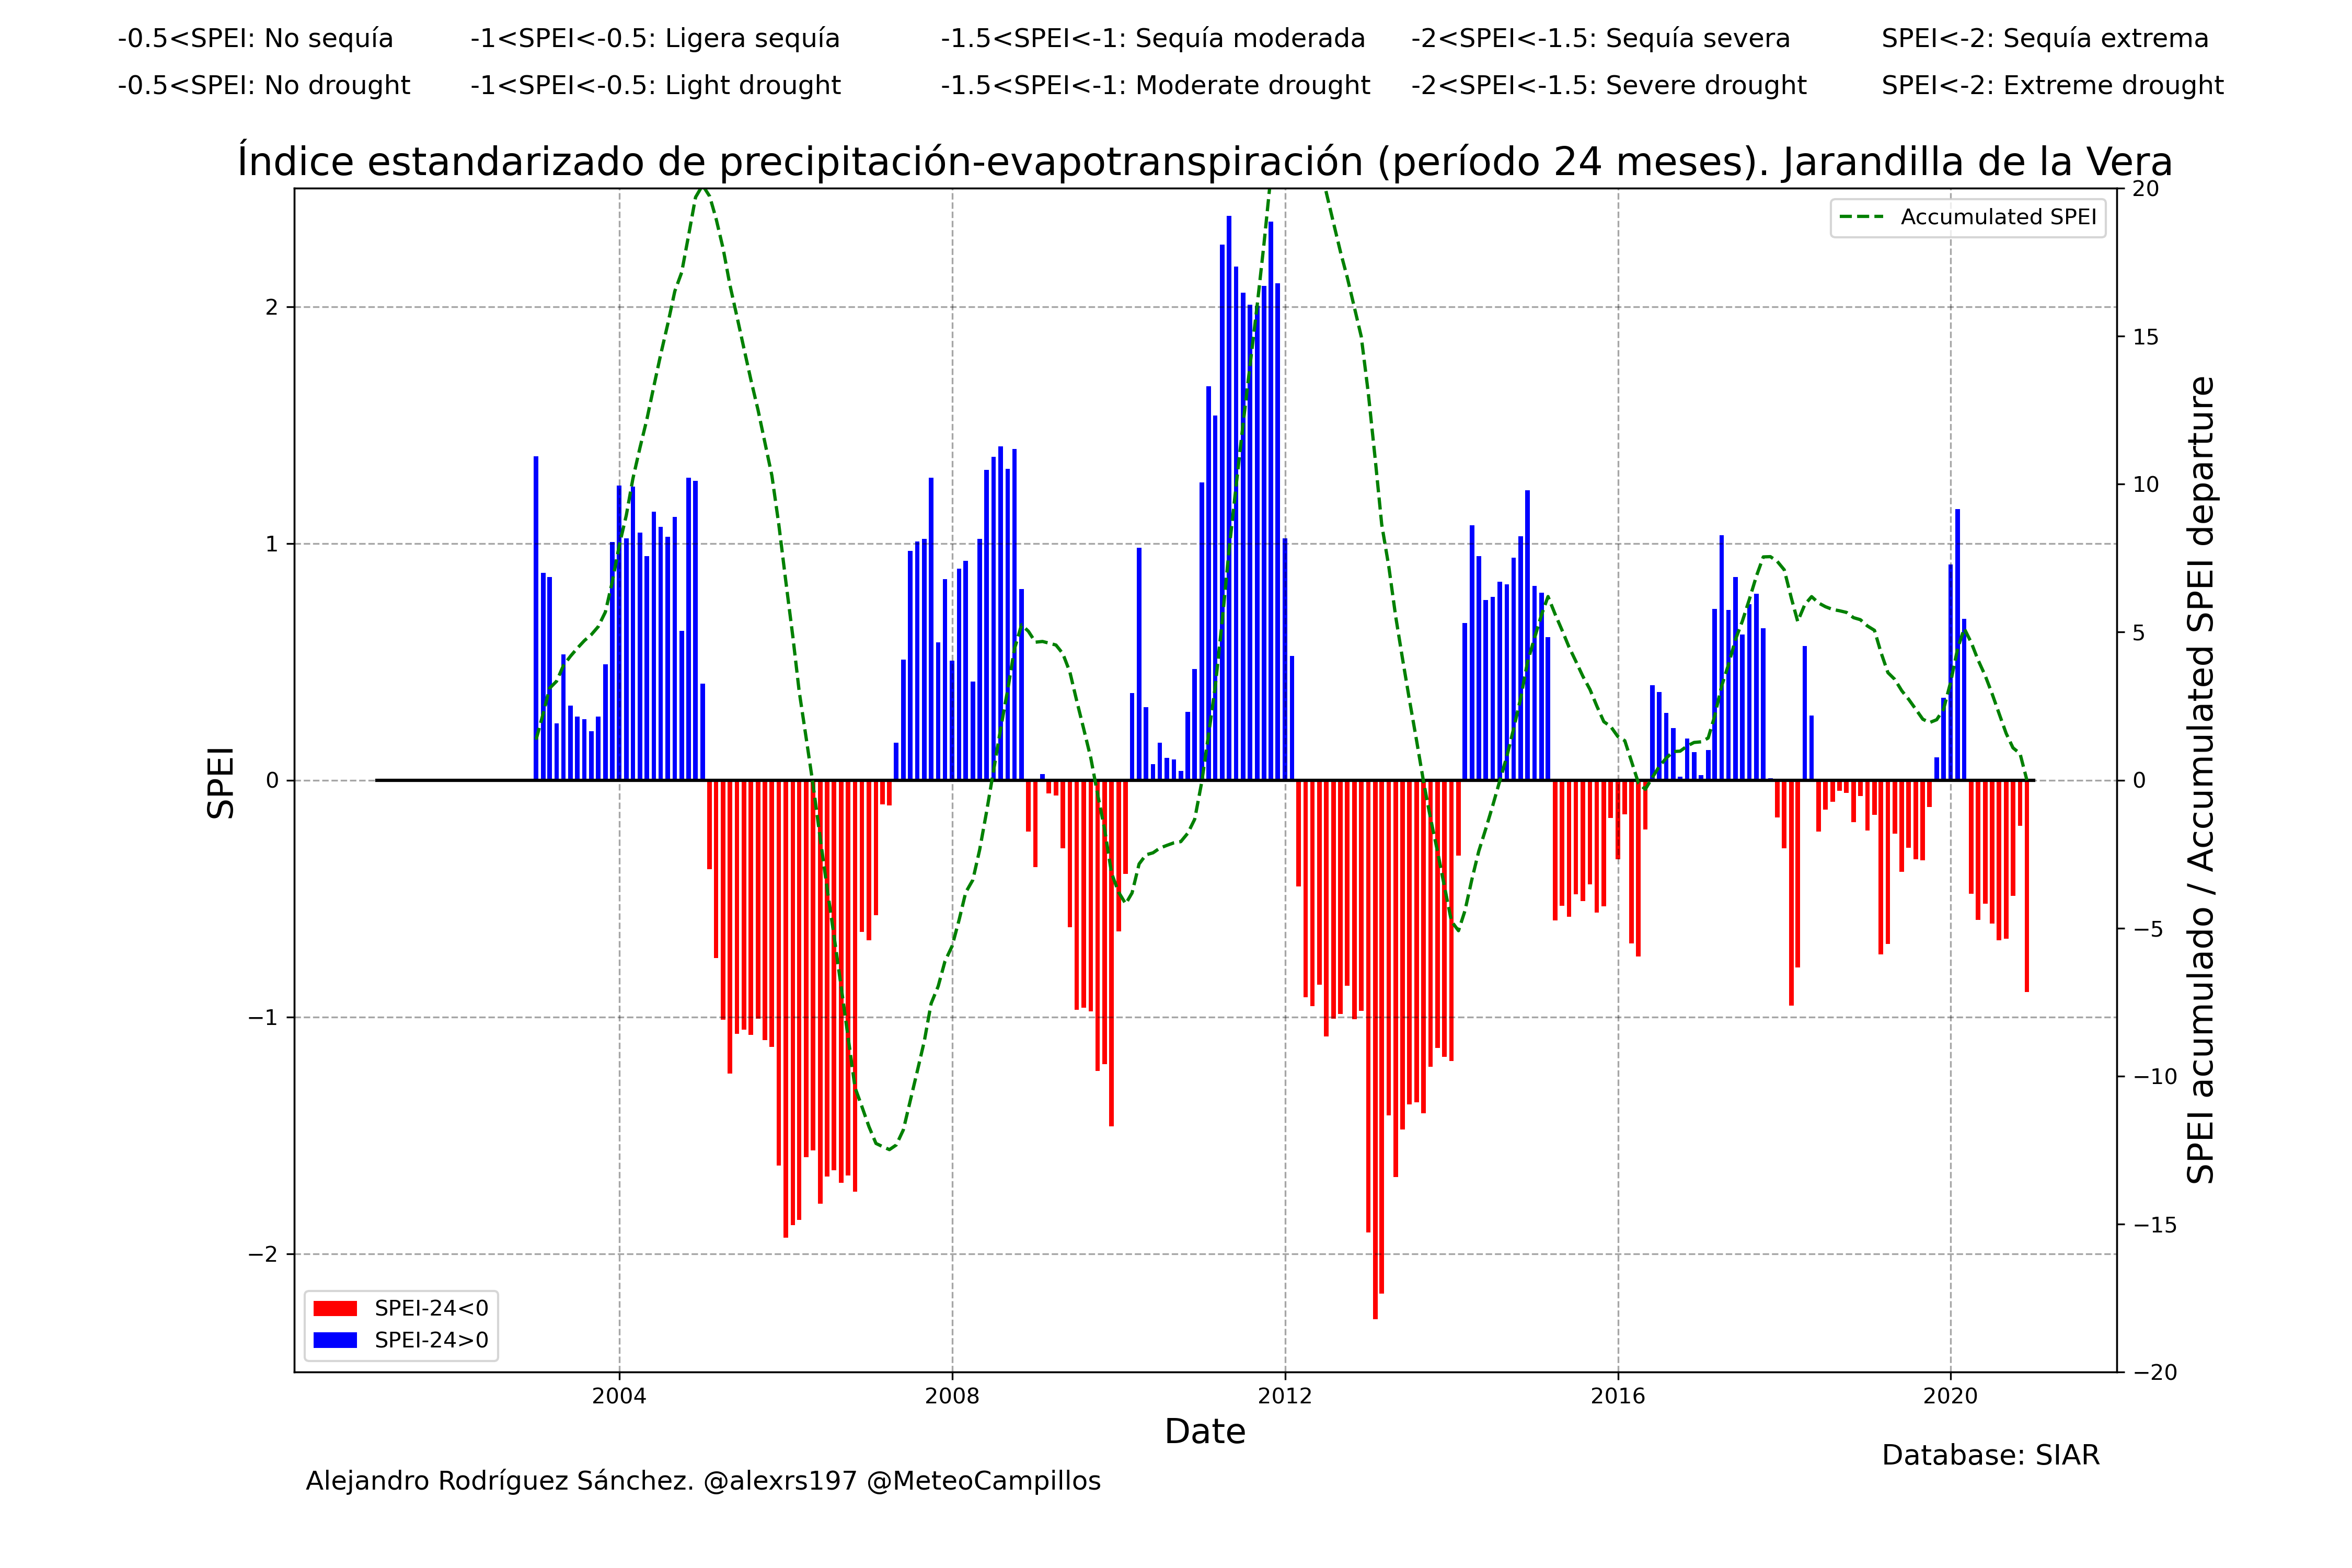 -0.5<SPEI: No sequía -1<SPEI<-0.5: Ligera sequía -1.5<SPEI<-1: Sequía moderada -2<SPEI<-1.5: Sequía severa SPEI<-2: Sequía extrema
-0.5<SPEI: No drought -1<SPEI<-0.5: Light drought -1.5<SPEI<-1: Moderate drought -2<SPEI<-1.5: Severe drought SPEI<-2: Extreme drought
Índice estandarizado de precipitación-evapotranspiración (período 24 meses). Jarandilla de la Vera
SPEI
2
1
0
−1
−2
Accumulated SPEI
20
15
10
5
0
−5
−10
−15
−20
SPEI acumulado / Accumulated SPEI departure
SPEI-24<0
SPEI-24>0
2004 2008 2012 2016 2020
Date
Database: SIAR
Alejandro Rodríguez Sánchez. @alexrs197 @MeteoCampillos